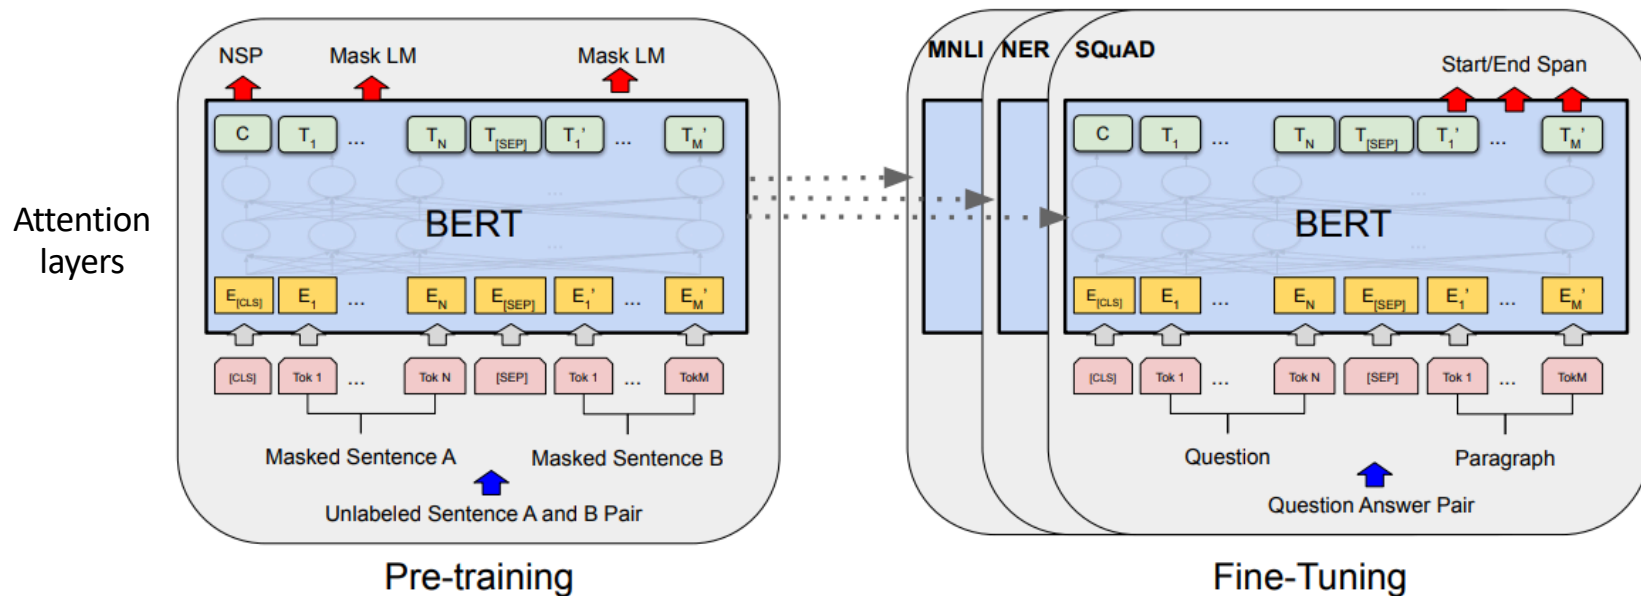 NSP Mask LM Mask LM
C T1 ... TN T[SEP] T1' ... TM'
...
Attention
layers
BERT
...
E[CLS] E1 ... EN E[SEP] E1' ... EM'
[CLS] Tok 1 ... Tok N [SEP] Tok 1 ... TokM
Masked Sentence A Masked Sentence B
Unlabeled Sentence A and B Pair
Pre-training
MNLI NER SQuAD
Start/End Span
C T1 ... TN T[SEP] T1' ... TM'
...
BERT
...
E[CLS] E1 ... EN E[SEP] E1' ... EM'
[CLS] Tok 1 ... Tok N [SEP] Tok 1 ... TokM
Question Paragraph
Question Answer Pair
Fine-Tuning